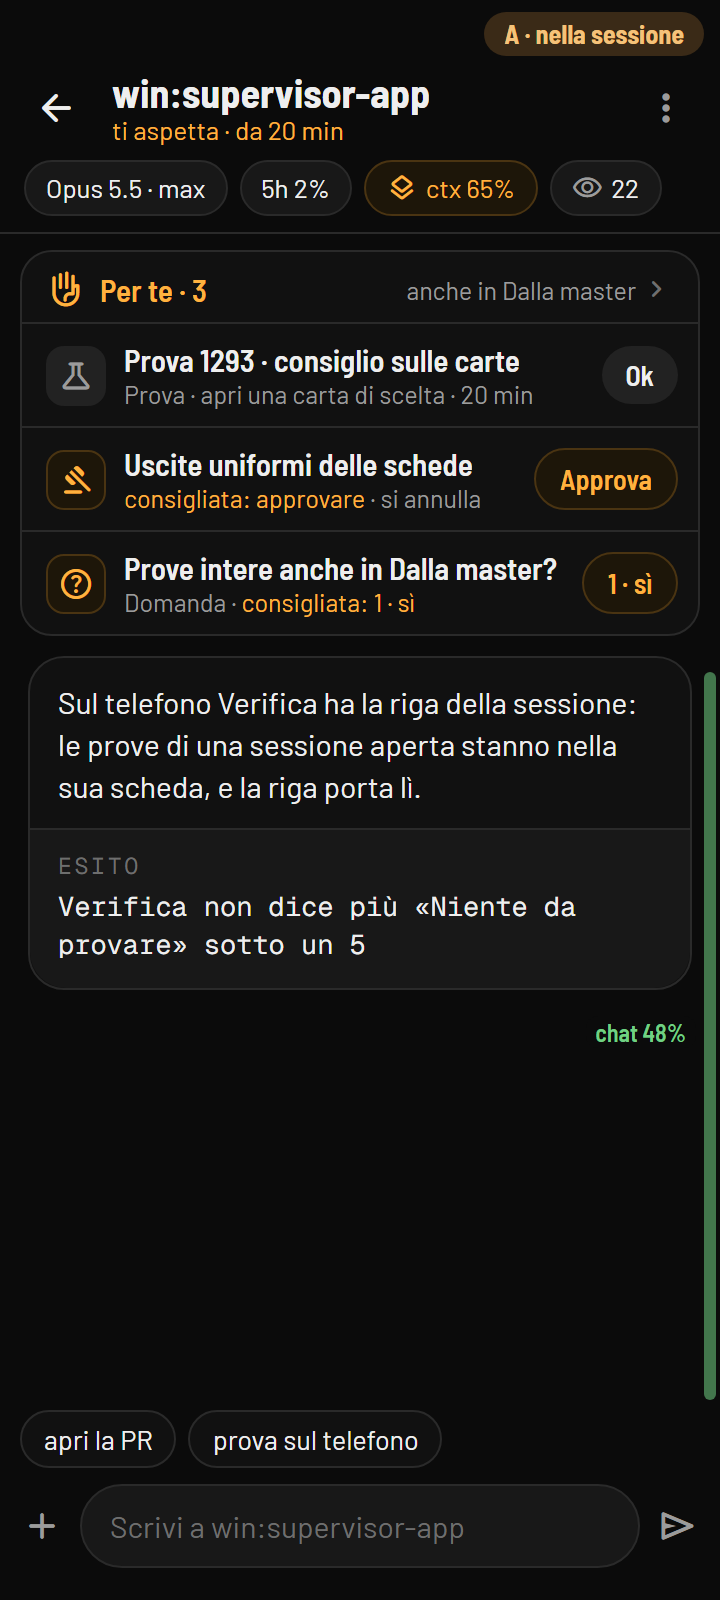 A · nella sessione
win:supervisor-app
ti aspetta · da 20 min
Opus 5.5 · max
5h 2%
ctx 65%
22
Per te · 3
anche in Dalla master
Prova 1293 · consiglio sulle carte
Prova · apri una carta di scelta · 20 min
Ok
Uscite uniformi delle schede
consigliata: approvare · si annulla
Approva
Prove intere anche in Dalla master?
Domanda · consigliata: 1 · sì
1 · sì
Sul telefono Verifica ha la riga della sessione:
le prove di una sessione aperta stanno nella
sua scheda, e la riga porta lì.
ESITO
Verifica non dice più «Niente da
provare» sotto un 5
chat 48%
apri la PR
prova sul telefono
Scrivi a win:supervisor-app